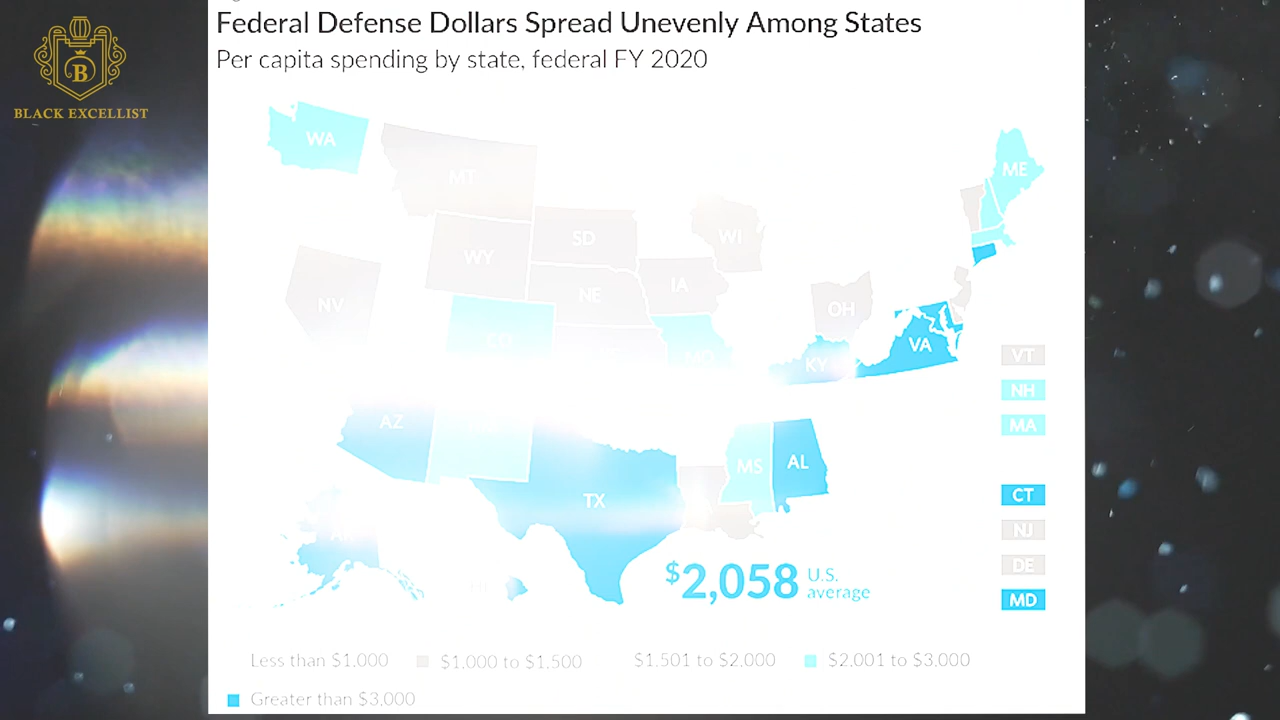 Federal Defense Dollars Spread Unevenly Among States
Per capita spending by state, federal FY 2020
B
BLACK EXCELLIST
WA
MT
ME
SD
WI
WY
NE
IA
NV
OH
VA
CO
MO
KY
VT
NH
MA
AZ
MS
AL
TX
CT
NJ
DE
MD
HI
$2,058 U.S. average
Less than $1,000
$1,000 to $1,500
$1,501 to $2,000
$2,001 to $3,000
Greater than $3,000